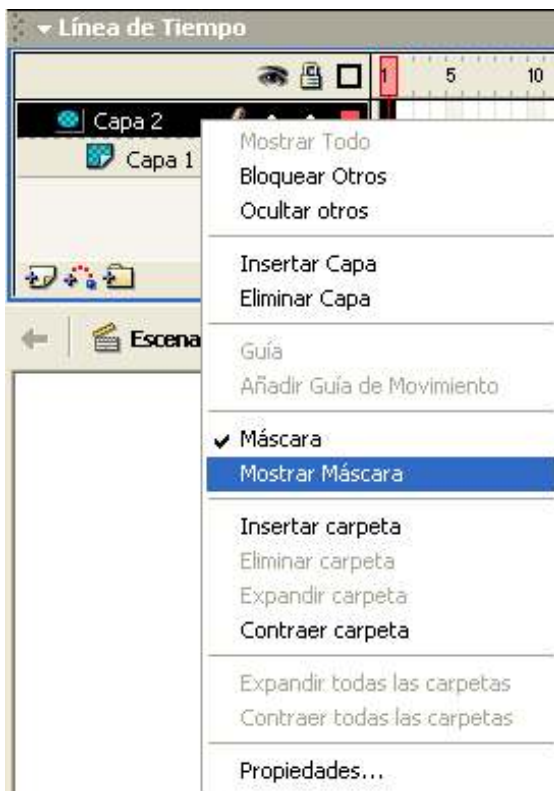 Línea de Tiempo
1 5 10
Capa 2
Capa 1
Mostrar Todo
Bloquear Otros
Ocultar otros
Insertar Capa
Eliminar Capa
Escena
Guía
Añadir Guía de Movimiento
Máscara
Mostrar Máscara
Insertar carpeta
Eliminar carpeta
Expandir carpeta
Contraer carpeta
Expandir todas las carpetas
Contraer todas las carpetas
Propiedades...